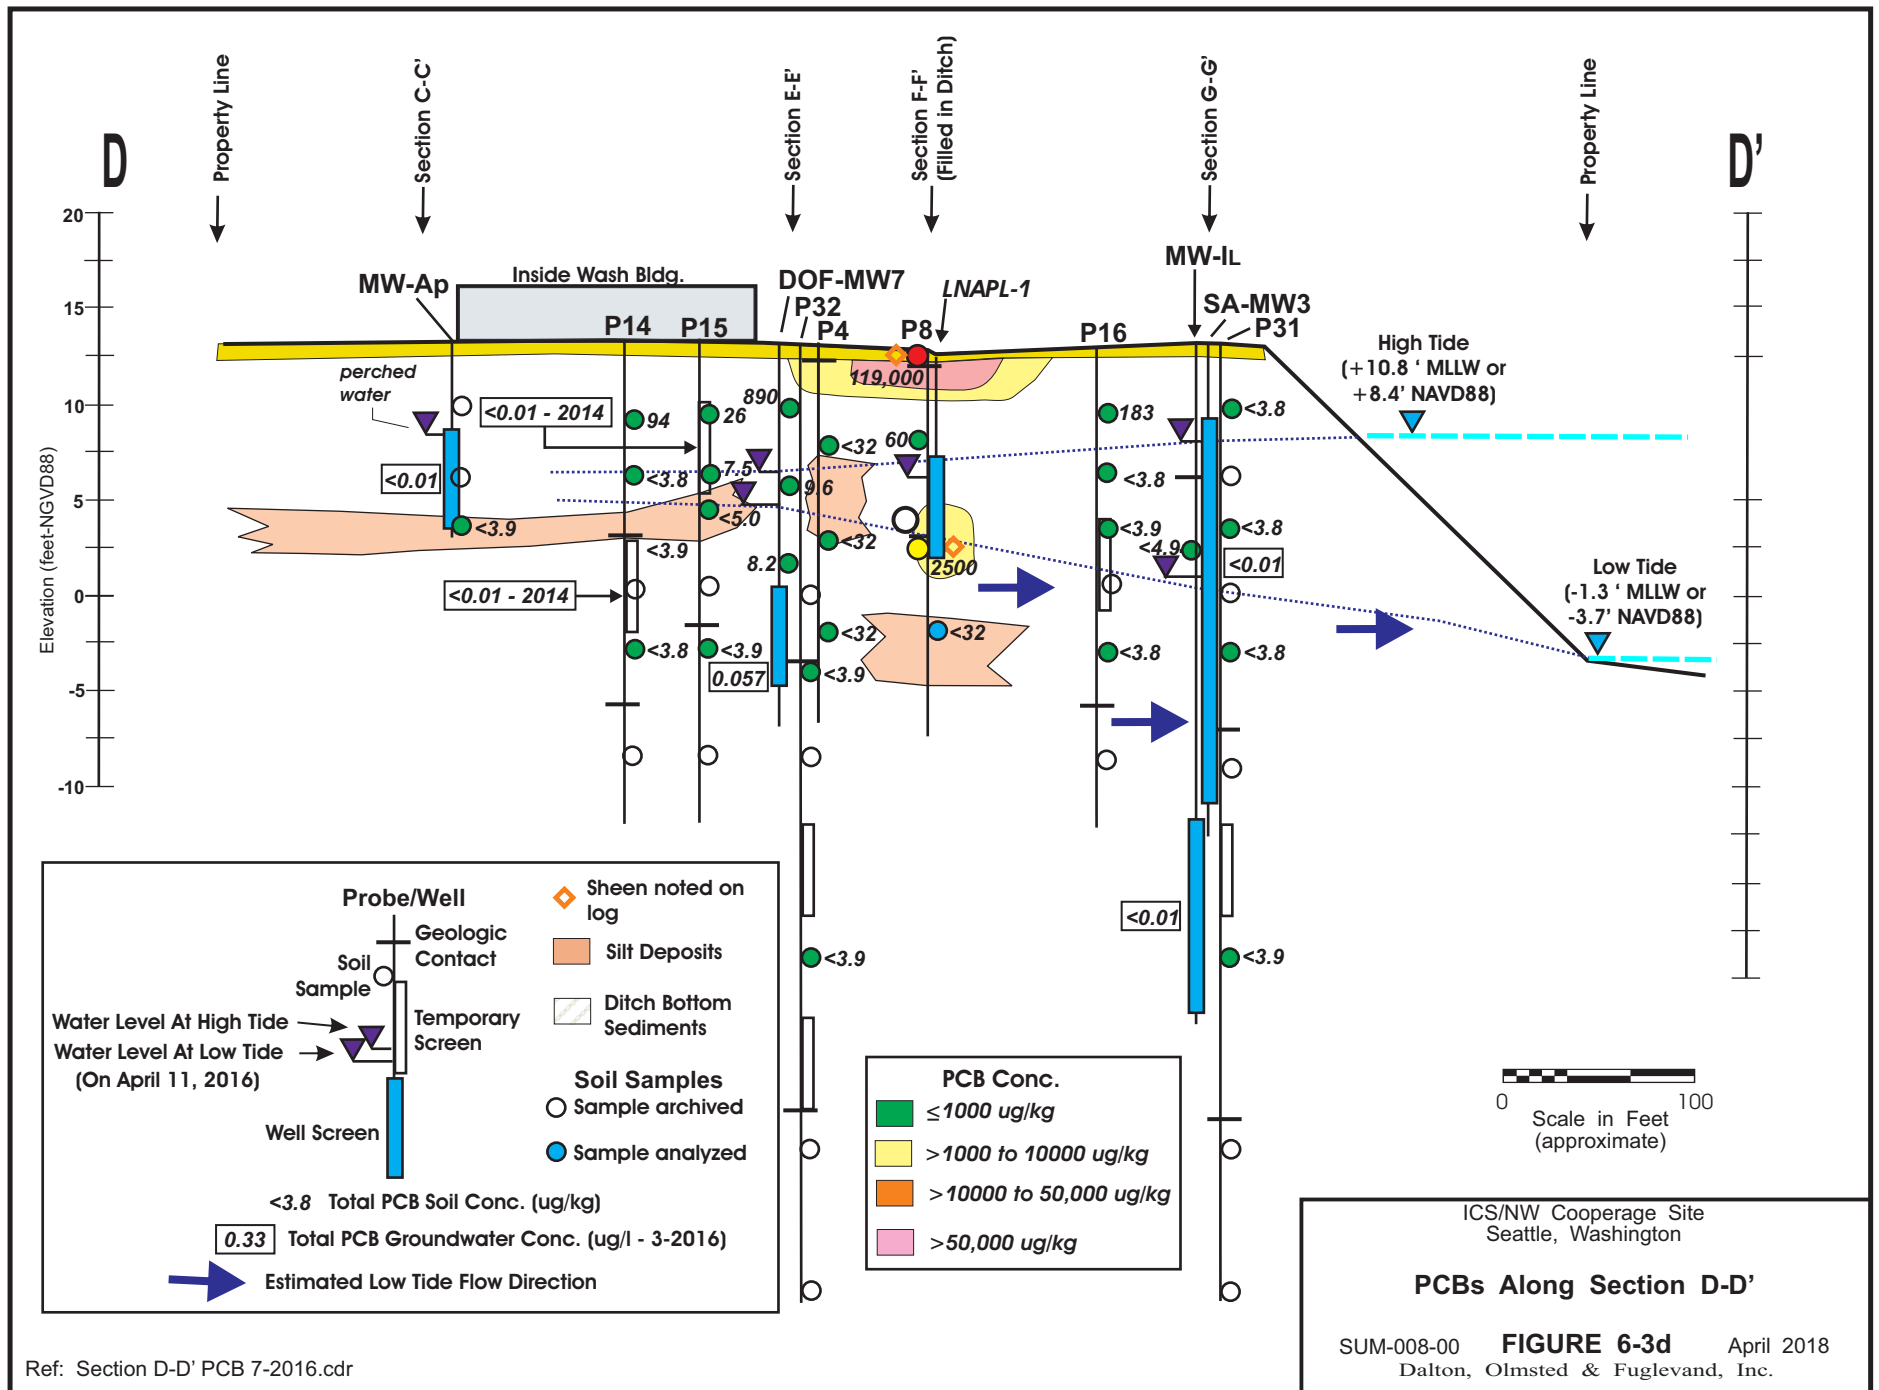 D
Property Line
Section C-C'
Section E-E'
Section F-F'
(Filled in Ditch)
Section G-G'
Property Line
D'
20
15
10
5
0
-5
-10
Elevation (feet-NGVD88)
MW-Ap
Inside Wash Bldg.
P14
P15
DOF-MW7
P32
P4
P8
LNAPL-1
P16
MW-IL
SA-MW3
P31
High Tide
(+10.8 ' MLLW or
+8.4' NAVD88)
Low Tide
(-1.3 ' MLLW or
-3.7' NAVD88)
perched
water
<0.01
<3.9
<0.01 - 2014
94
<3.8
<3.9
<0.01 - 2014
<3.8
26
7.5
<5.0
<3.9
890
9.6
8.2
0.057
<32
<32
<32
<3.9
<3.9
119,000
60
2500
<32
183
<3.8
<3.9
<3.8
<4.9
<0.01
<0.01
<3.8
<3.8
<3.8
<3.9
Probe/Well
Geologic
Contact
Soil
Sample
Temporary
Screen
Water Level At High Tide
Water Level At Low Tide
(On April 11, 2016)
Well Screen
Sheen noted on
log
Silt Deposits
Ditch Bottom
Sediments
Soil Samples
Sample archived
Sample analyzed
<3.8 Total PCB Soil Conc. (ug/kg)
0.33 Total PCB Groundwater Conc. (ug/l - 3-2016)
Estimated Low Tide Flow Direction
PCB Conc.
≤1000 ug/kg
>1000 to 10000 ug/kg
>10000 to 50,000 ug/kg
>50,000 ug/kg
0 100
Scale in Feet
(approximate)
ICS/NW Cooperage Site
Seattle, Washington
PCBs Along Section D-D'
SUM-008-00 FIGURE 6-3d April 2018
Dalton, Olmsted & Fuglevand, Inc.
Ref: Section D-D' PCB 7-2016.cdr